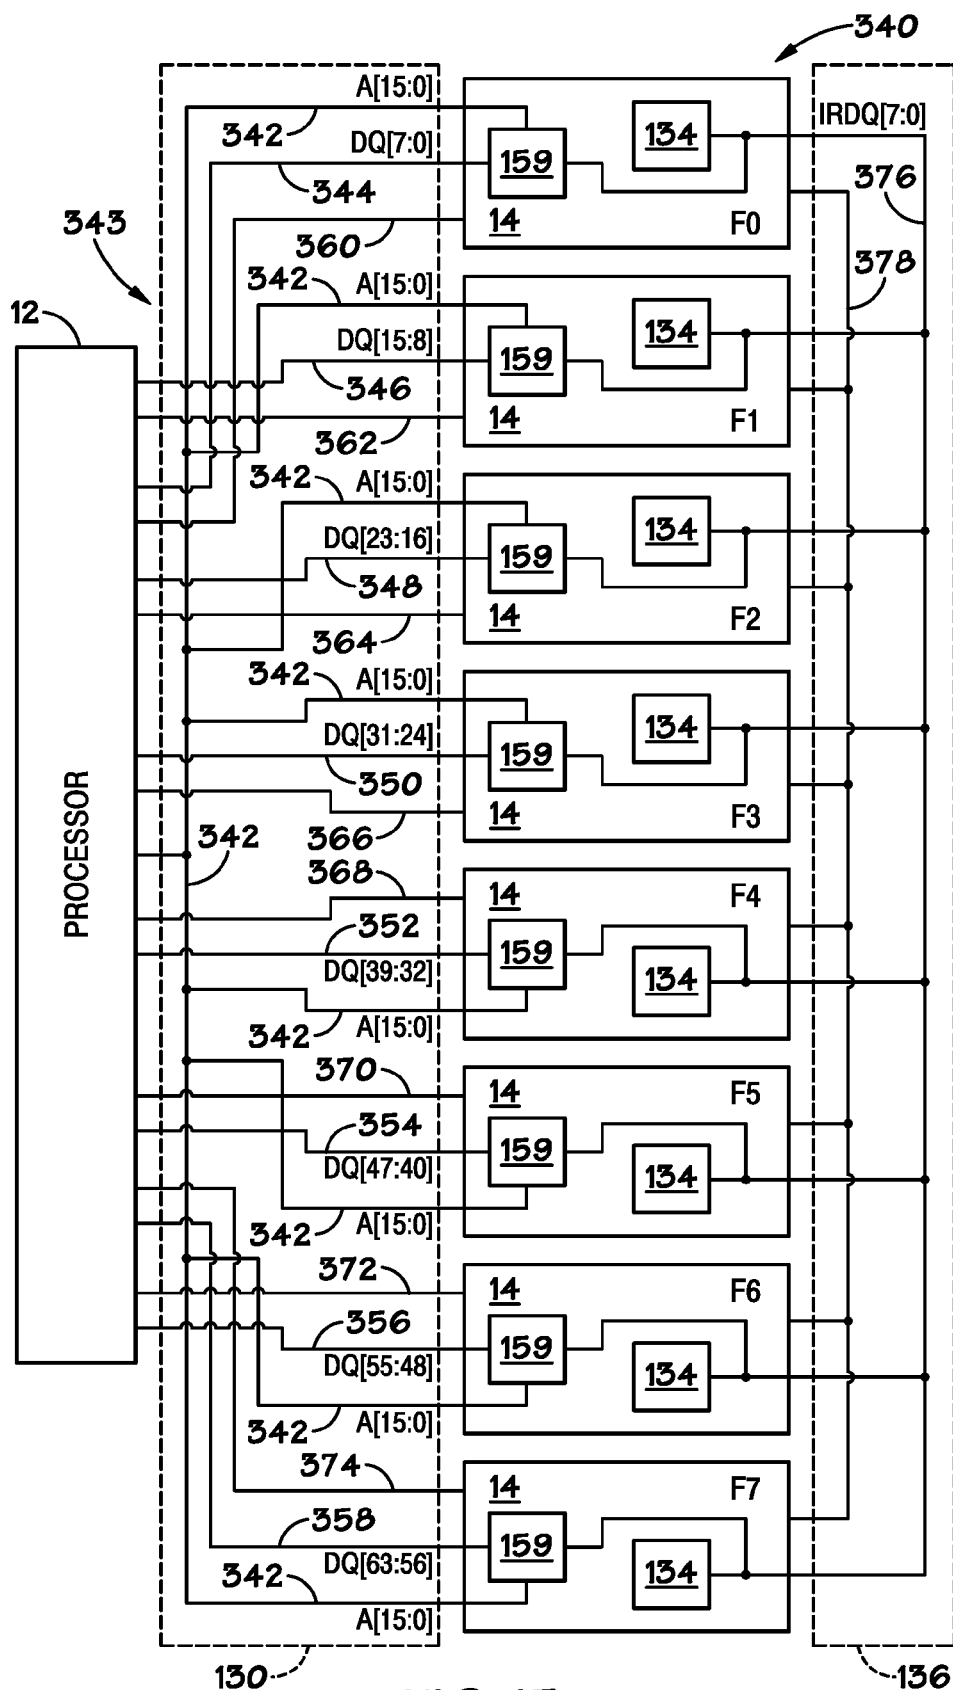 340
A[15:0]
IRDQ[7:0]
342
134
DQ[7:0]
159
344
376
343
360
14
F0
378
342
A[15:0]
12
134
DQ[15:8]
159
346
14
F1
362
342
A[15:0]
134
DQ[23:16]
159
348
14
F2
364
342
A[15:0]
134
DQ[31:24]
159
350
PROCESSOR
14
F3
366
342
368
14
F4
352
159
DQ[39:32]
134
342
A[15:0]
370
14
F5
354
159
DQ[47:40]
134
342
A[15:0]
372
14
F6
356
159
DQ[55:48]
134
342
A[15:0]
374
14
F7
358
159
DQ[63:56]
134
342
A[15:0]
130
136